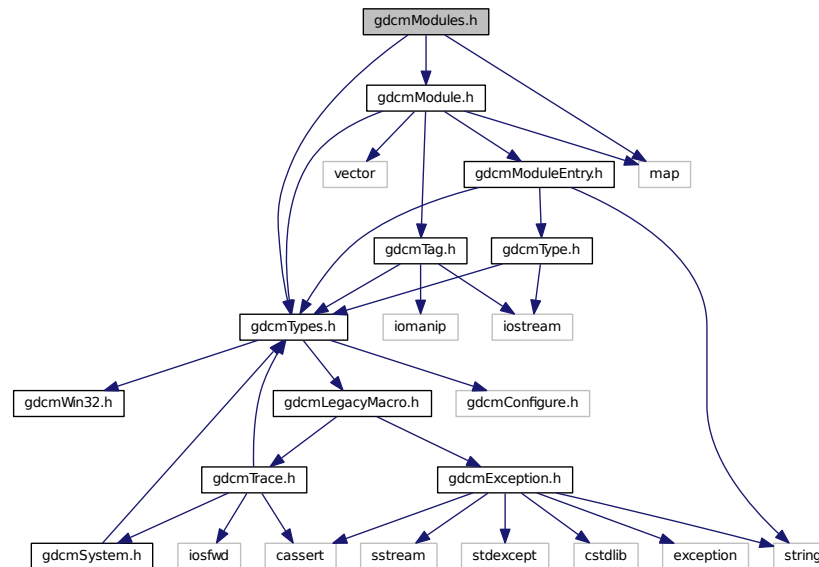 gdcmModules.h
gdcmModule.h
vector
gdcmModuleEntry.h
map
gdcmTag.h
gdcmType.h
gdcmTypes.h
iomanip
iostream
gdcmWin32.h
gdcmLegacyMacro.h
gdcmConfigure.h
gdcmTrace.h
gdcmException.h
gdcmSystem.h
iosfwd
cassert
sstream
stdexcept
cstdlib
exception
string